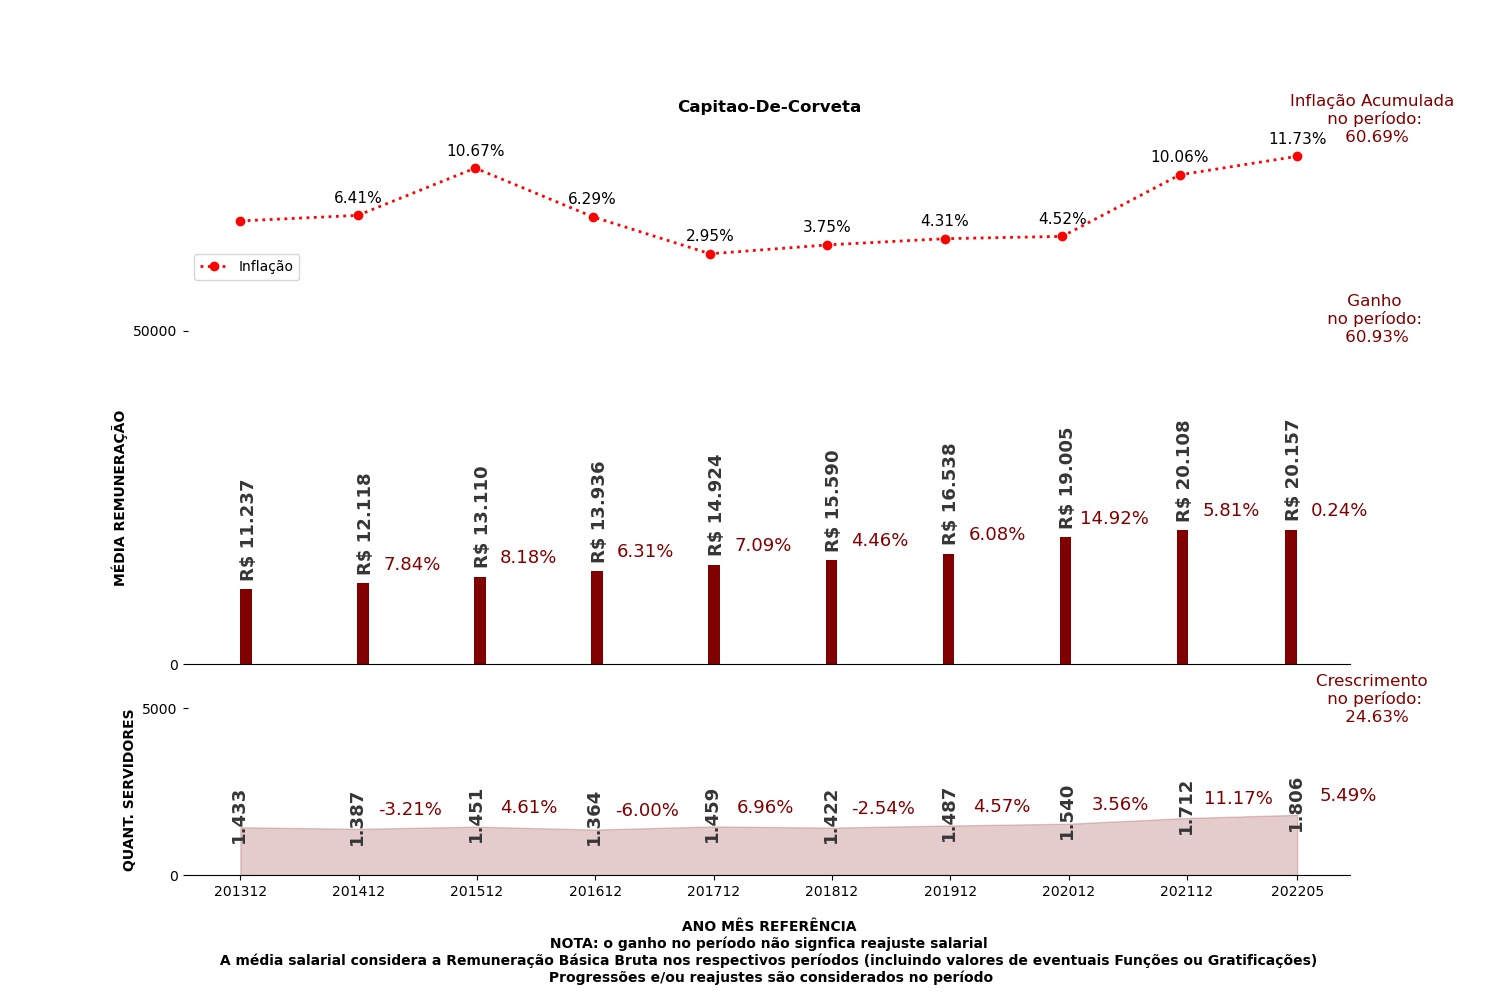 Capitao-De-Corveta
Inflação Acumulada
no período:
60.69%
6.41%
10.67%
6.29%
2.95%
3.75%
4.31%
4.52%
10.06%
11.73%
Inflação
Ganho
no período:
60.93%
50000
0
MÉDIA REMUNERAÇÃO
R$ 11.237
R$ 12.118
R$ 13.110
R$ 13.936
R$ 14.924
R$ 15.590
R$ 16.538
R$ 19.005
R$ 20.108
R$ 20.157
7.84%
8.18%
6.31%
7.09%
4.46%
6.08%
14.92%
5.81%
0.24%
Crescrimento
no período:
24.63%
5000
0
QUANT. SERVIDORES
1.433
1.387
1.451
1.364
1.459
1.422
1.487
1.540
1.712
1.806
-3.21%
4.61%
-6.00%
6.96%
-2.54%
4.57%
3.56%
11.17%
5.49%
201312
201412
201512
201612
201712
201812
201912
202012
202112
202205
ANO MÊS REFERÊNCIA
NOTA: o ganho no período não signfica reajuste salarial
A média salarial considera a Remuneração Básica Bruta nos respectivos períodos (incluindo valores de eventuais Funções ou Gratificações)
Progressões e/ou reajustes são considerados no período